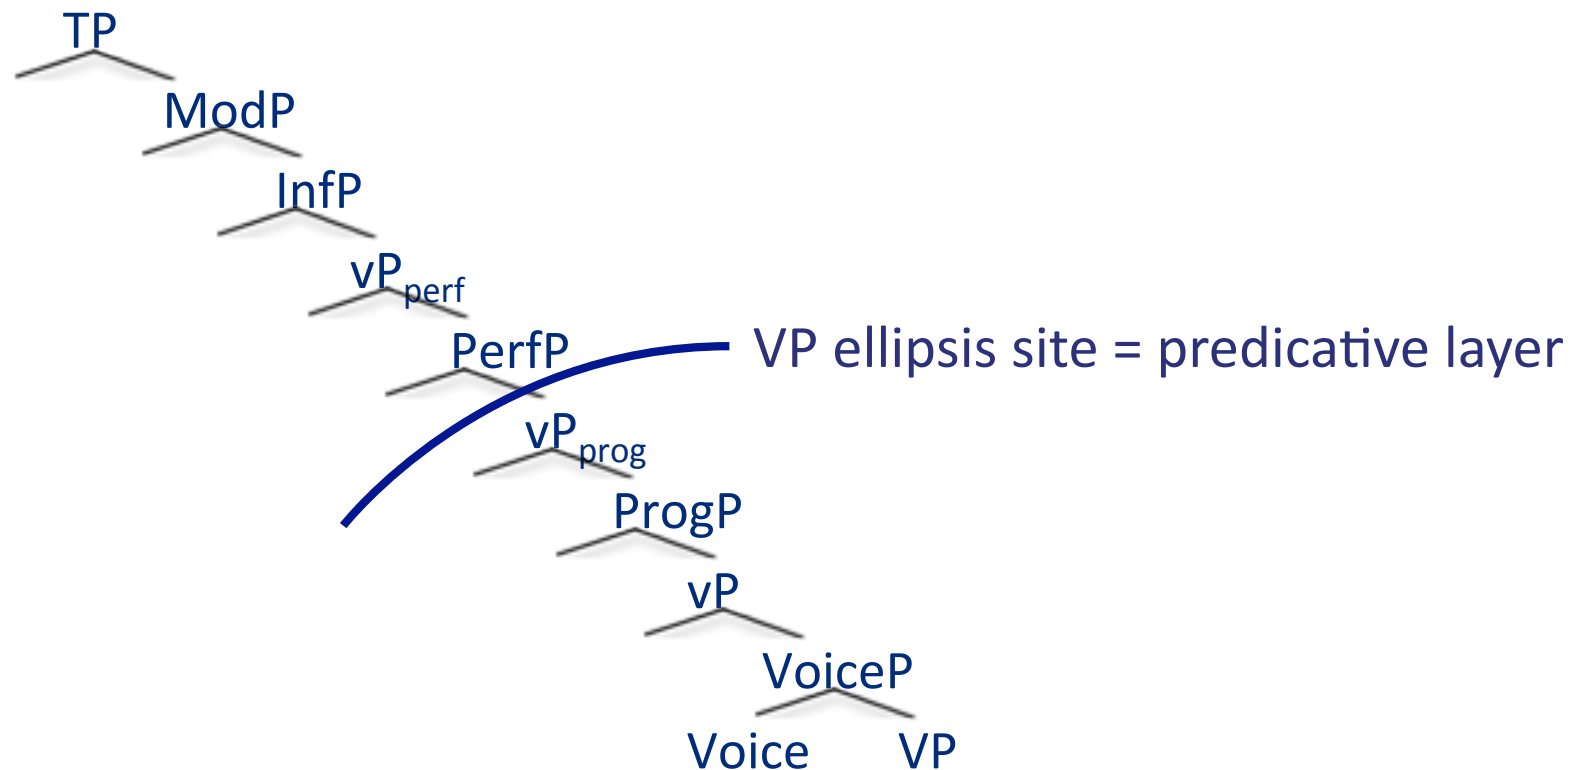 TP
ModP
InfP
vPperf
PerfP
VP ellipsis site = predicative layer
vPprog
ProgP
vP
VoiceP
Voice VP